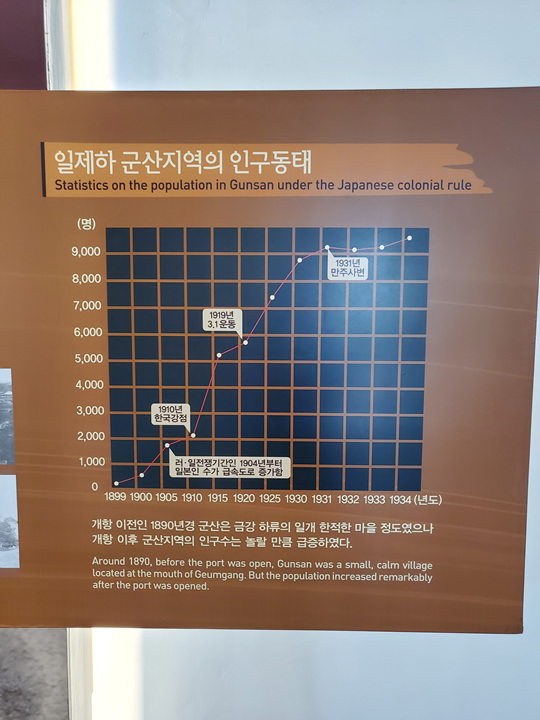 일제하 군산지역의 인구동태
Statistics on the population in Gunsan under the Japanese colonial rule
(명)
9,000
8,000
7,000
6,000
5,000
4,000
3,000
2,000
1,000
0
1931년
만주사변
1919년
3.1운동
1910년
한국강점
러·일전쟁기간인 1904년부터
일본인 수가 급속도로 증가함
1899 1900 1905 1910 1915 1920 1925 1930 1931 1932 1933 1934 (년도)
개항 이전인 1890년경 군산은 금강 하류의 일개 한적한 마을 정도였으나
개항 이후 군산지역의 인구수는 놀랄 만큼 급증하였다.
Around 1890, before the port was open, Gunsan was a small, calm village
located at the mouth of Geumgang. But the population increased remarkably
after the port was opened.